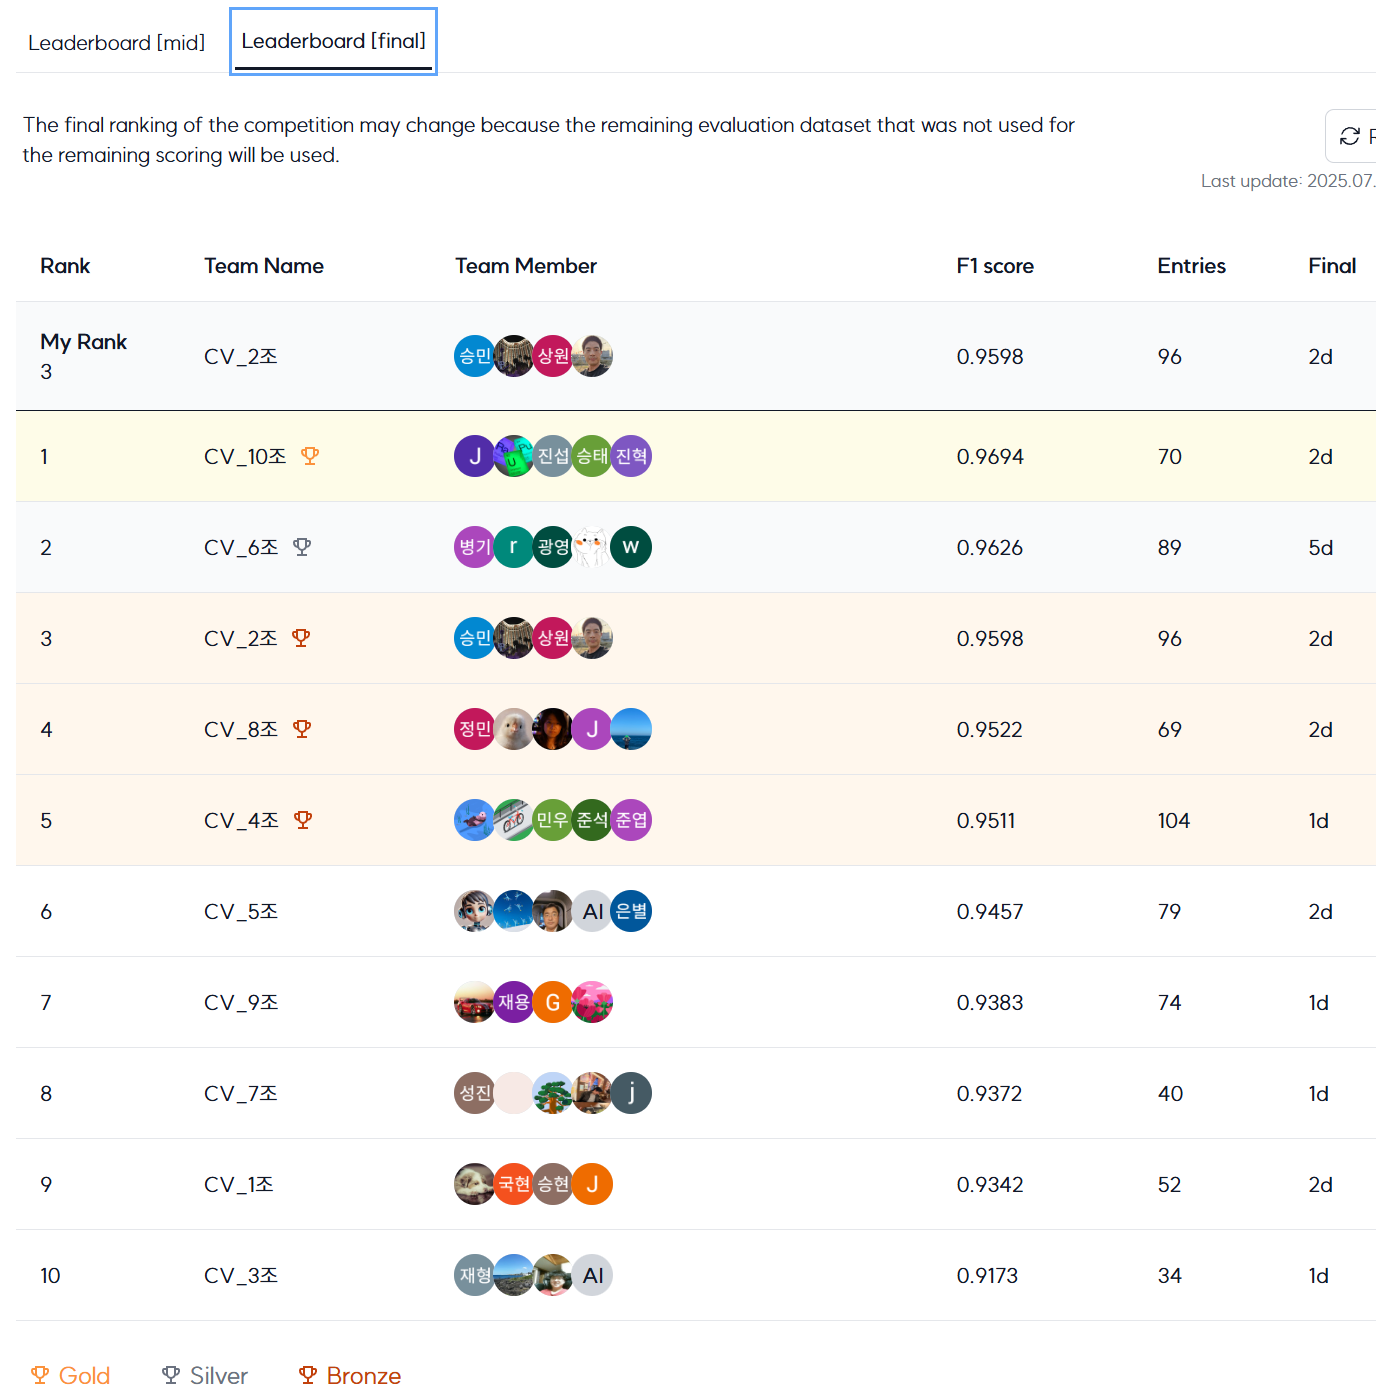 Leaderboard [mid] Leaderboard [final]
The final ranking of the competition may change because the remaining evaluation dataset that was not used for
the remaining scoring will be used.
Last update: 2025.07.
Rank Team Name Team Member F1 score Entries Final
My Rank
3 CV_2조 승민 상원 0.9598 96 2d
1 CV_10조 J U Pu 진섭 승태 진혁 0.9694 70 2d
2 CV_6조 병기 r 광영 w 0.9626 89 5d
3 CV_2조 승민 상원 0.9598 96 2d
4 CV_8조 정민 J 0.9522 69 2d
5 CV_4조 민우 준석 준엽 0.9511 104 1d
6 CV_5조 AI 은별 0.9457 79 2d
7 CV_9조 재용 G 0.9383 74 1d
8 CV_7조 성진 j 0.9372 40 1d
9 CV_1조 국현 승현 J 0.9342 52 2d
10 CV_3조 재형 AI 0.9173 34 1d
Gold Silver Bronze